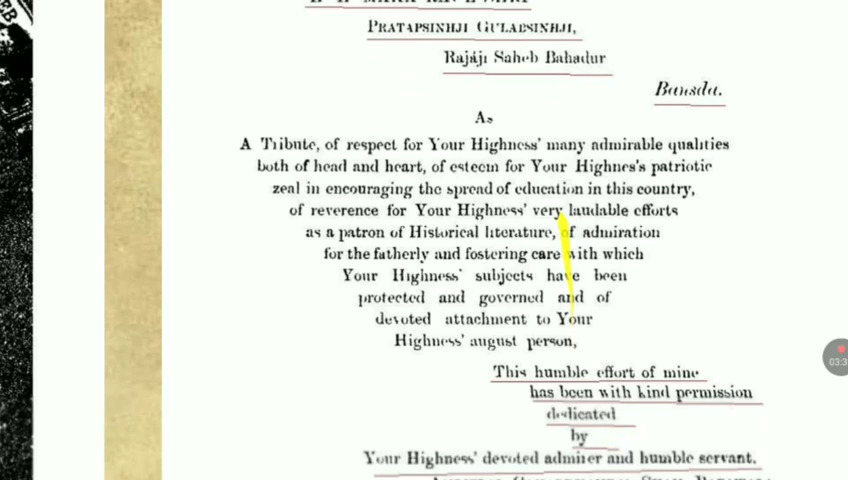 PRATAPSINHJI GULABSINHJI,
Rajáji Saheb Bahadur
Bansda.
As
A Tribute, of respect for Your Highness' many admirable qualities
both of head and heart, of esteem for Your Highnes's patriotic
zeal in encouraging the spread of education in this country,
of reverence for Your Highness' very laudable efforts
as a patron of Historical literature, of admiration
for the fatherly and fostering care with which
Your Highness' subjects have been
protected and governed and of
devoted attachment to Your
Highness' august person,
This humble effort of mine
has been with kind permission
dedicated
by
Your Highness' devoted admirer and humble servant.